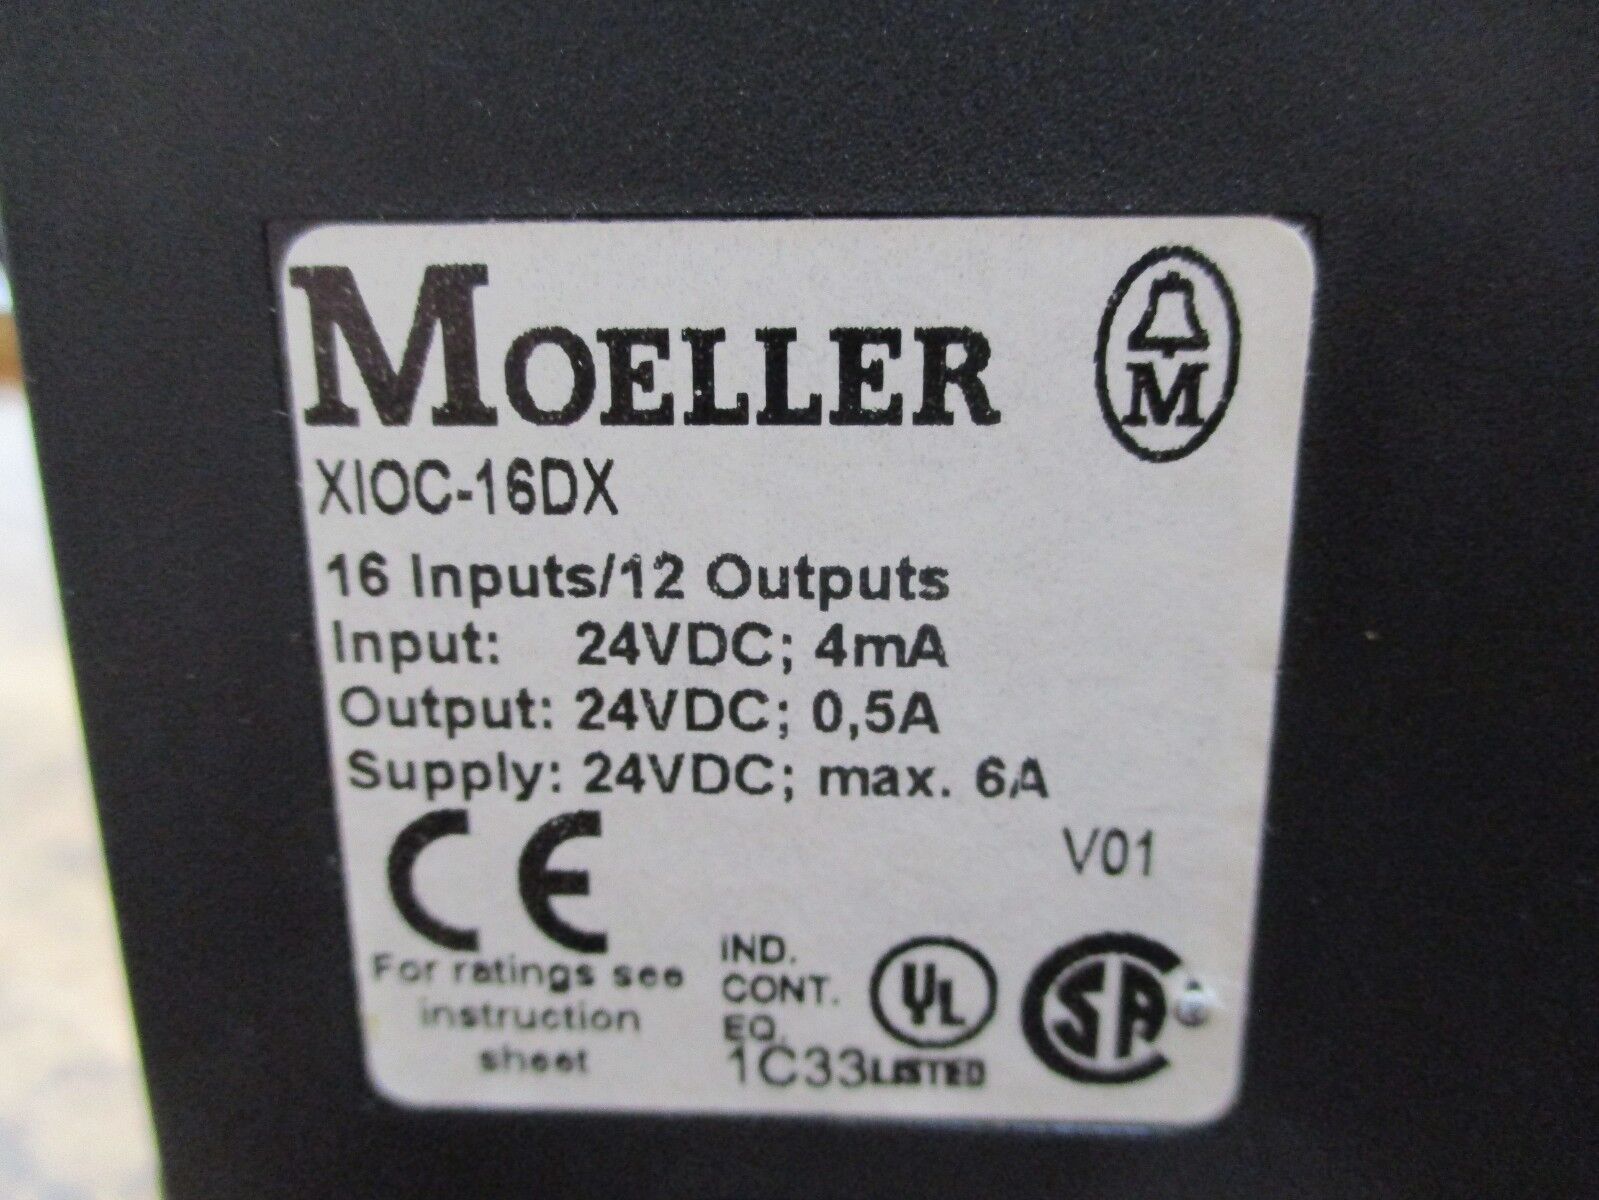 MOELLER
M
XIOC-16DX
16 Inputs/12 Outputs
Input: 24VDC; 4mA
Output: 24VDC; 0,5A
Supply: 24VDC; max. 6A
V01
CE
For ratings see
instruction
sheet
IND.
CONT.
EQ.
1C33
UL
LISTED
SA